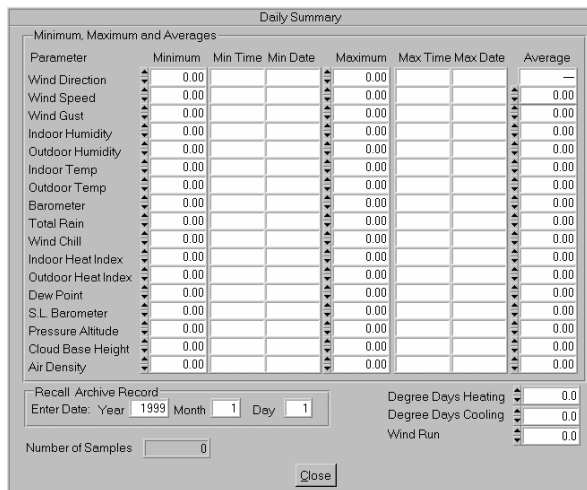 Daily Summary
Minimum, Maximum and Averages
Parameter Minimum Min Time Min Date Maximum Max Time Max Date Average
Wind Direction 0.00 0.00 —
Wind Speed 0.00 0.00 0.00
Wind Gust 0.00 0.00 0.00
Indoor Humidity 0.00 0.00 0.00
Outdoor Humidity 0.00 0.00 0.00
Indoor Temp 0.00 0.00 0.00
Outdoor Temp 0.00 0.00 0.00
Barometer 0.00 0.00 0.00
Total Rain 0.00 0.00 0.00
Wind Chill 0.00 0.00 0.00
Indoor Heat Index 0.00 0.00 0.00
Outdoor Heat Index 0.00 0.00 0.00
Dew Point 0.00 0.00 0.00
S.L. Barometer 0.00 0.00 0.00
Pressure Altitude 0.00 0.00 0.00
Cloud Base Height 0.00 0.00 0.00
Air Density 0.00 0.00 0.00
Recall Archive Record
Enter Date: Year 1999 Month 1 Day 1
Degree Days Heating 0.0
Degree Days Cooling 0.0
Wind Run 0.0
Number of Samples 0
Close